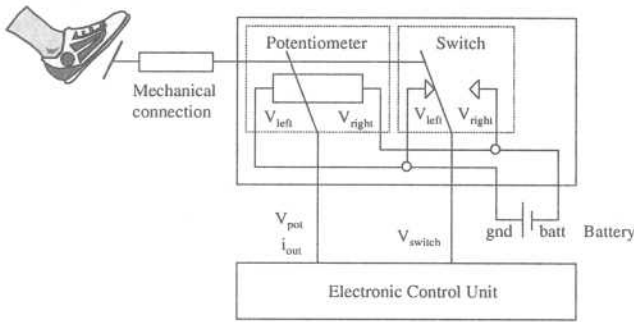 Potentiometer
Switch
Mechanical
connection
V_left
V_right
V_left
V_right
V_pot
i_out
V_switch
gnd
batt
Battery
Electronic Control Unit